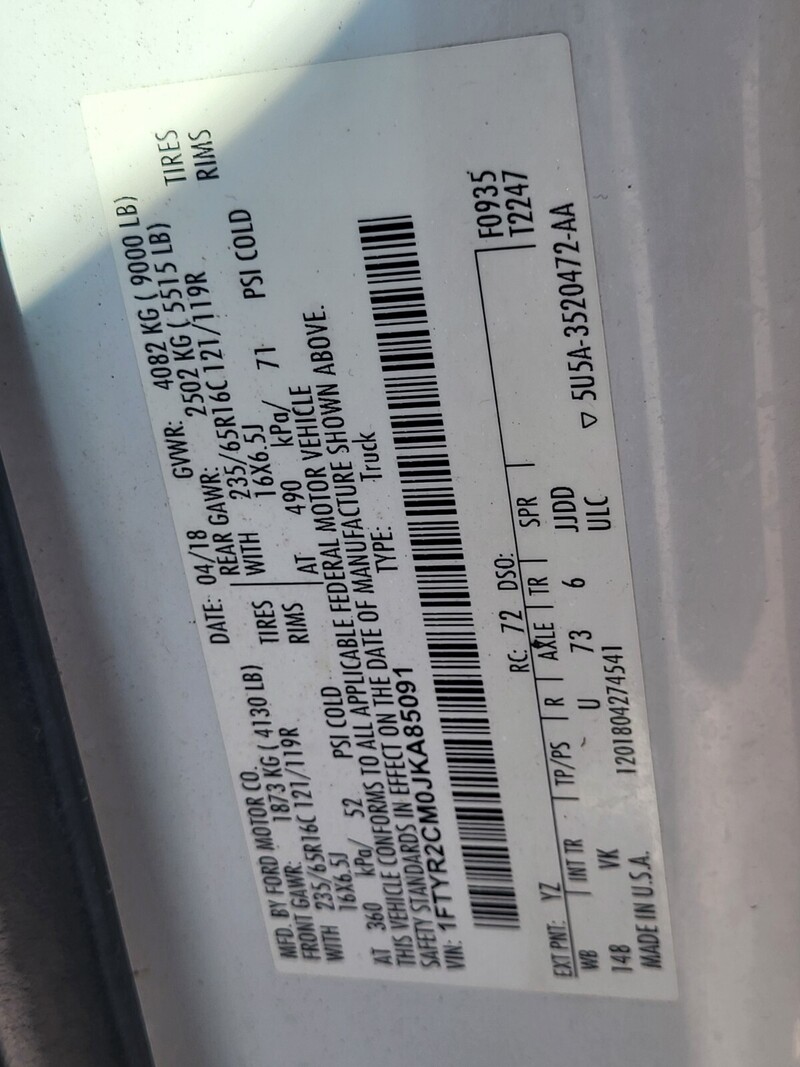 MFD. BY FORD MOTOR CO. DATE: 04/18 GVWR: 4082 KG ( 9000 LB)
FRONT GAWR: 1873 KG ( 4130 LB) REAR GAWR: 2502 KG ( 5515 LB)
WITH 235/65R16C 121/119R TIRES WITH 235/65R16C 121/119R TIRES
16X6.5J RIMS 16X6.5J RIMS
AT 360 kPa/ 52 PSI COLD AT 490 kPa/ 71 PSI COLD
THIS VEHICLE CONFORMS TO ALL APPLICABLE FEDERAL MOTOR VEHICLE
SAFETY STANDARDS IN EFFECT ON THE DATE OF MANUFACTURE SHOWN ABOVE.
VIN: 1FTYR2CM0JKA85091 TYPE: Truck
F0935
T2247
EXT PNT: YZ RC: 72 DSO:
WB INT TR TP/PS R AXLE TR SPR
148 VK U 73 6 JJDD
ULC
MADE IN U.S.A. 1201804274541 ▽ 5U5A-3520472-AA